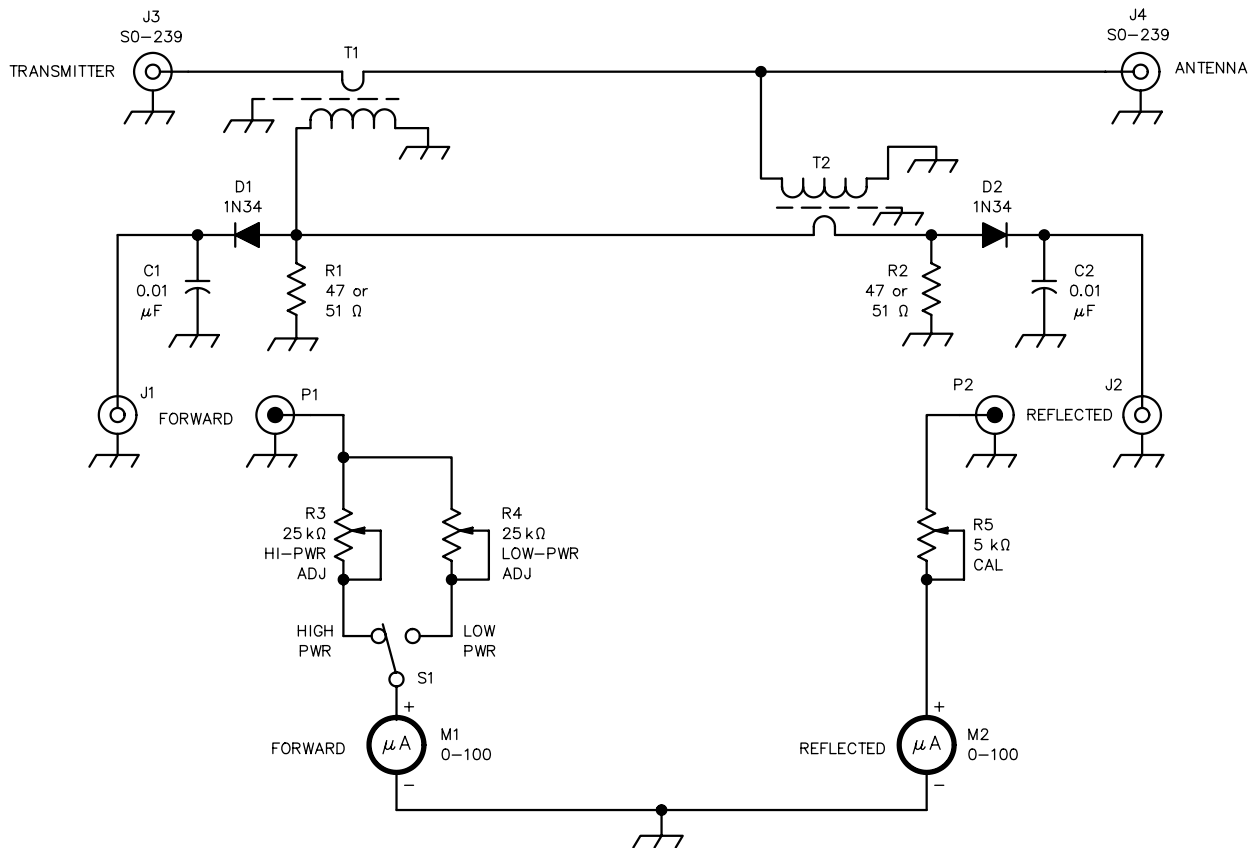 J3
SO-239
TRANSMITTER
T1
J4
SO-239
ANTENNA
T2
D1
1N34
D2
1N34
C1
0.01
μF
R1
47 or
51 Ω
R2
47 or
51 Ω
C2
0.01
μF
J1
FORWARD
P1
P2
REFLECTED
J2
R3
25 kΩ
HI-PWR
ADJ
R4
25 kΩ
LOW-PWR
ADJ
R5
5 kΩ
CAL
HIGH
PWR
LOW
PWR
S1
+
FORWARD
μA
M1
0-100
-
+
REFLECTED
μA
M2
0-100
-